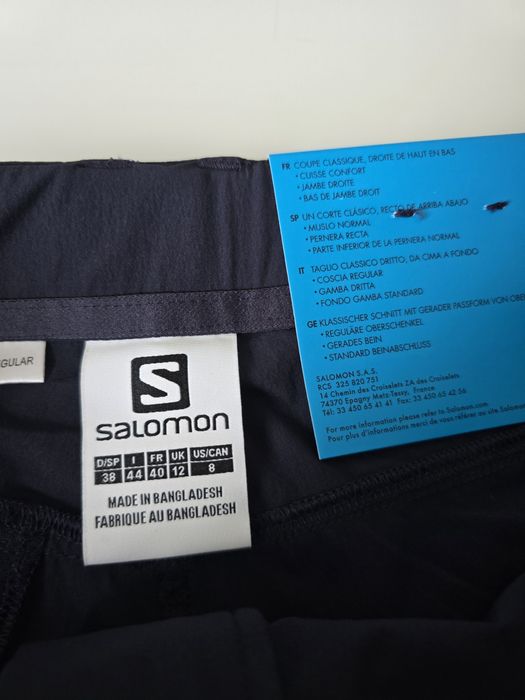 FR COUPE CLASSIQUE, DROITE DE HAUT EN BAS
• CUISSE CONFORT
• JAMBE DROITE
• BAS DE JAMBE DROIT
SP UN CORTE CLÁSICO, RECTO DE ARRIBA ABAJO
• MUSLO NORMAL
• PERNERA RECTA
• PARTE INFERIOR DE LA PERNERA NORMAL
IT TAGLIO CLASSICO DRITTO, DA CIMA A FONDO
• COSCIA REGULAR
• GAMBA DRITTA
• FONDO GAMBA STANDARD
GE KLASSISCHER SCHNITT MIT GERADER PASSFORM VON
• REGULÄRE OBERSCHENKEL
• GERADES BEIN
• STANDARD BEINABSCHLUSS
SALOMON S.A.S.
RCS 325 820 751
14 Chemin des Croiselets ZA des Croiselets
74370 Epagny Metz-Tessy, France
Tél: 33 450 65 41 41 Fax: 33 450 65 42 56
For more information please refer to Salomon.com
Pour plus d'informations merci de vous référer au site
GULAR
S
salomon
D/SP I FR UK US/CAN
38 44 40 12 8
MADE IN BANGLADESH
FABRIQUE AU BANGLADESH